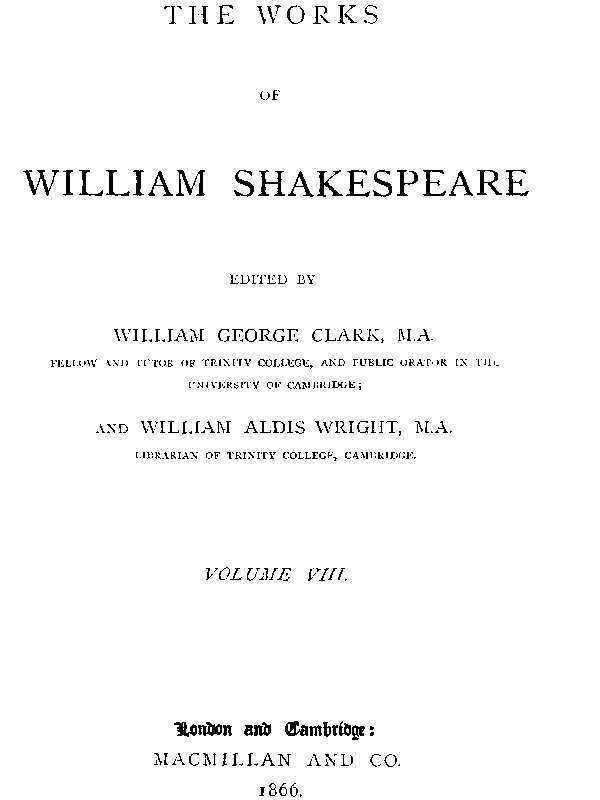 THE WORKS
OF
WILLIAM SHAKESPEARE
EDITED BY
WILLIAM GEORGE CLARK, M.A.
FELLOW AND TUTOR OF TRINITY COLLEGE, AND PUBLIC ORATOR IN THE
UNIVERSITY OF CAMBRIDGE;
AND WILLIAM ALDIS WRIGHT, M.A.
LIBRARIAN OF TRINITY COLLEGE, CAMBRIDGE.
VOLUME VIII.
London and Cambridge:
MACMILLAN AND CO.
1866.